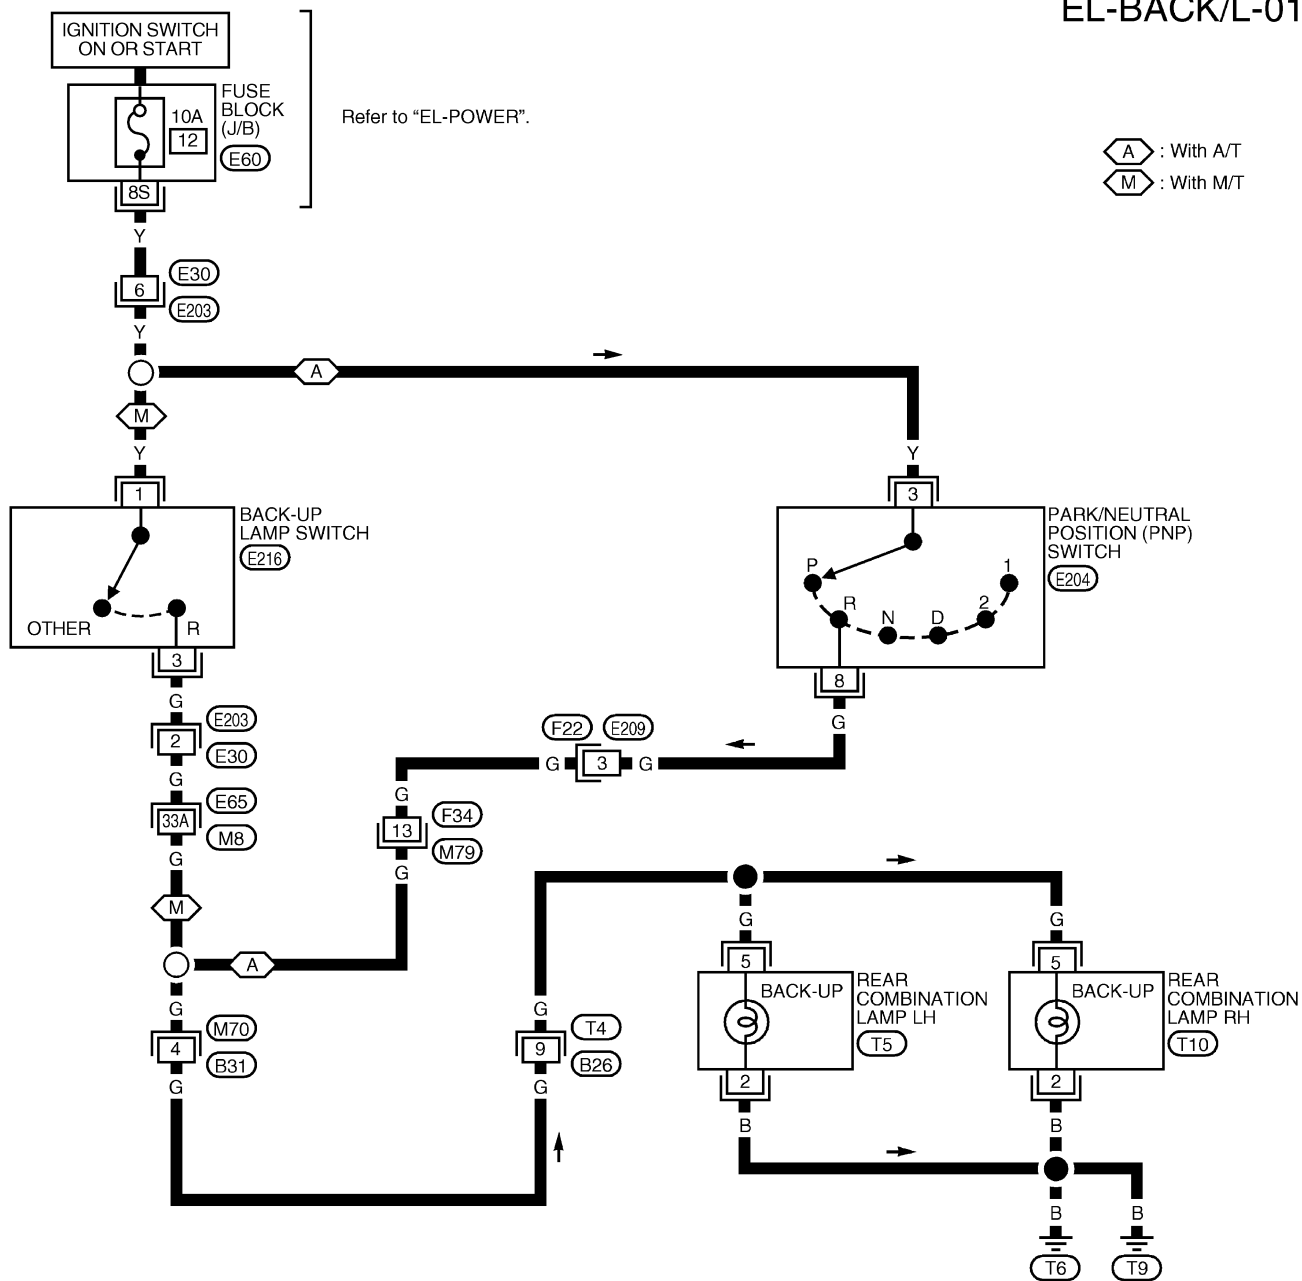 EL-BACK/L-01
IGNITION SWITCH
ON OR START
FUSE
BLOCK
(J/B)
E60
10A
12
8S
Refer to “EL-POWER”.
A : With A/T
M : With M/T
Y
6
E30
E203
Y
A
M
Y
Y
1
BACK-UP
LAMP SWITCH
E216
OTHER
R
3
3
PARK/NEUTRAL
POSITION (PNP)
SWITCH
E204
P
R
N
D
2
1
8
G
G
E203
2
E30
G
F22
E209
G
3
G
E65
33A
M8
G
G
F34
13
M79
G
M
A
G
M70
4
B31
G
G
T4
9
B26
G
G
G
5
BACK-UP
REAR
COMBINATION
LAMP LH
T5
2
B
5
BACK-UP
REAR
COMBINATION
LAMP RH
T10
2
B
B
B
T6
T9